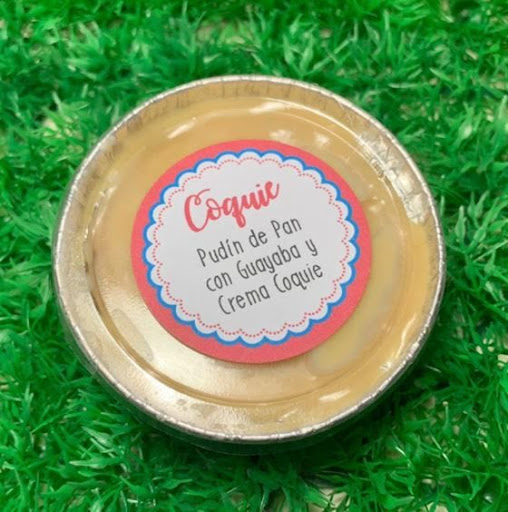 Coquie
Pudín de Pan
con Guayaba y
Crema Coquie